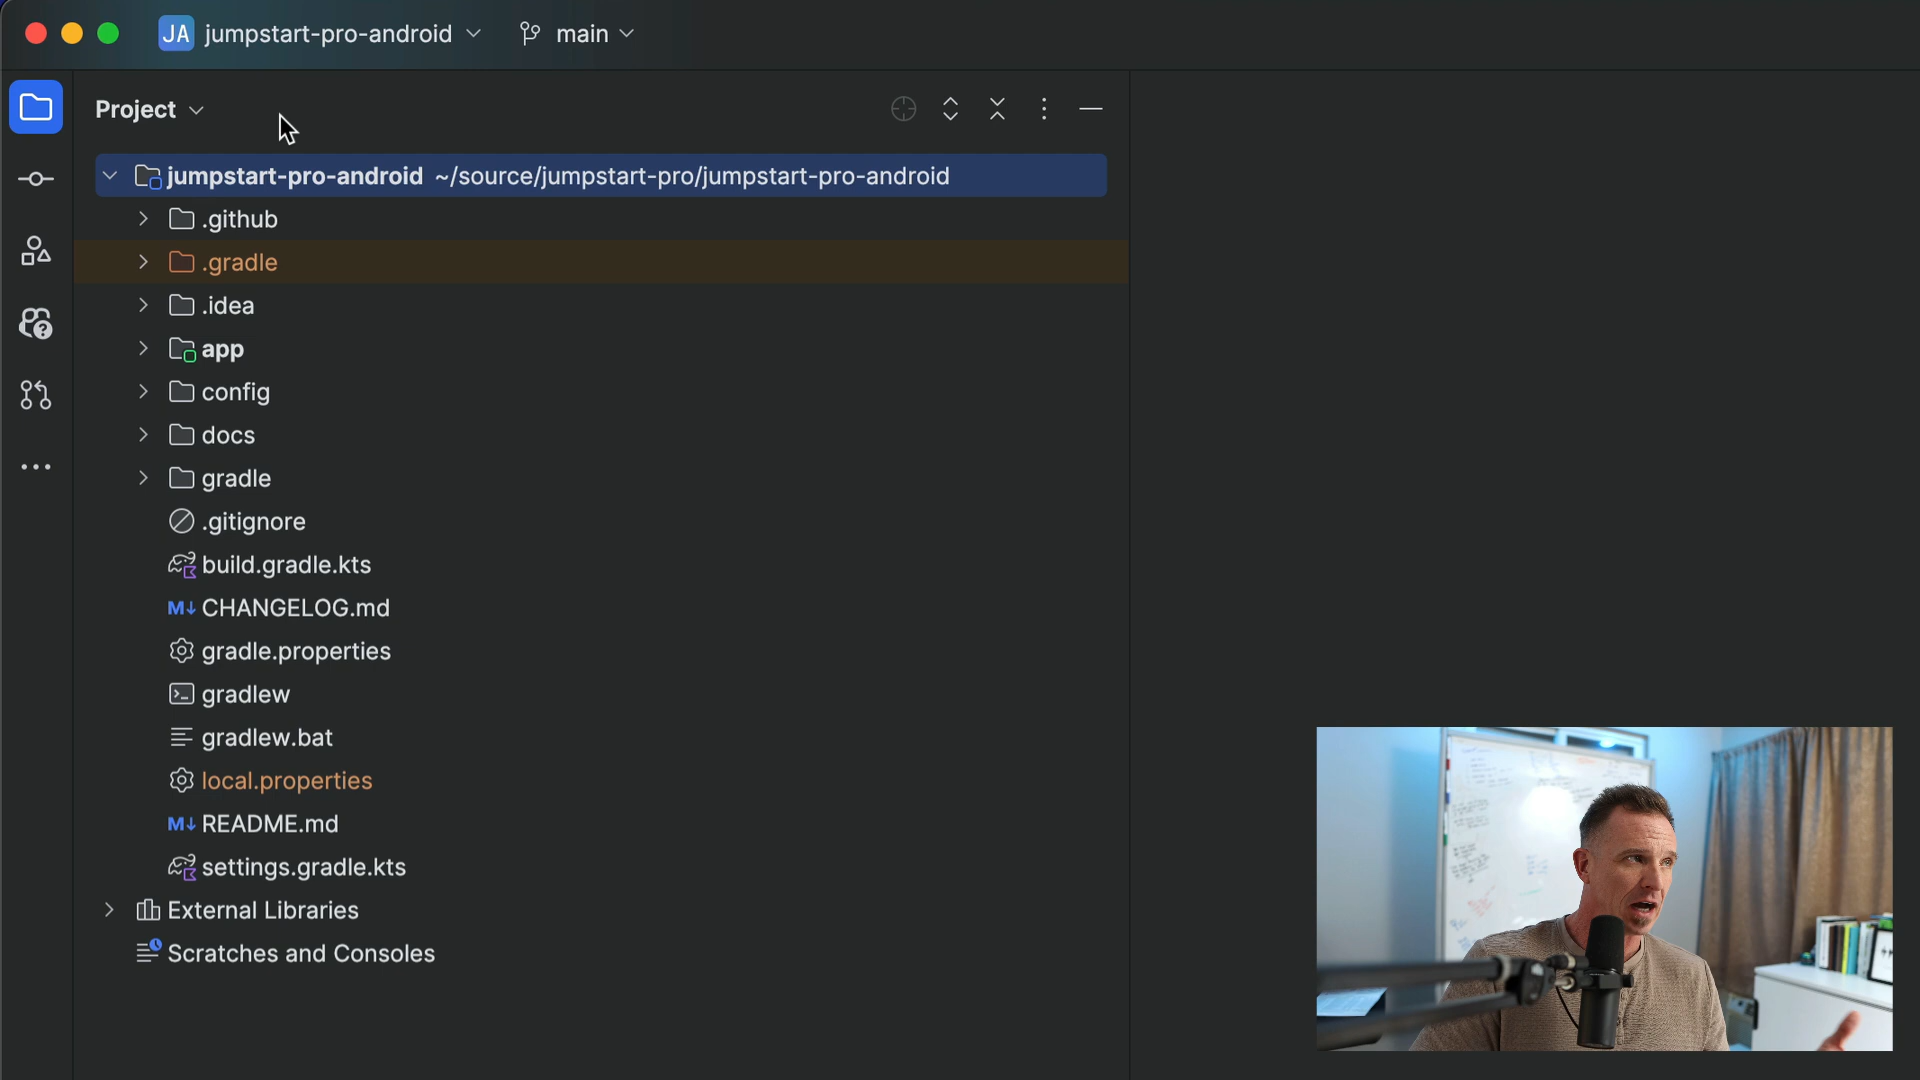 JA jumpstart-pro-android main
Project
jumpstart-pro-android ~/source/jumpstart-pro/jumpstart-pro-android
.github
.gradle
.idea
app
config
docs
gradle
.gitignore
build.gradle.kts
M↓ CHANGELOG.md
gradle.properties
gradlew
gradlew.bat
local.properties
M↓ README.md
settings.gradle.kts
External Libraries
Scratches and Consoles